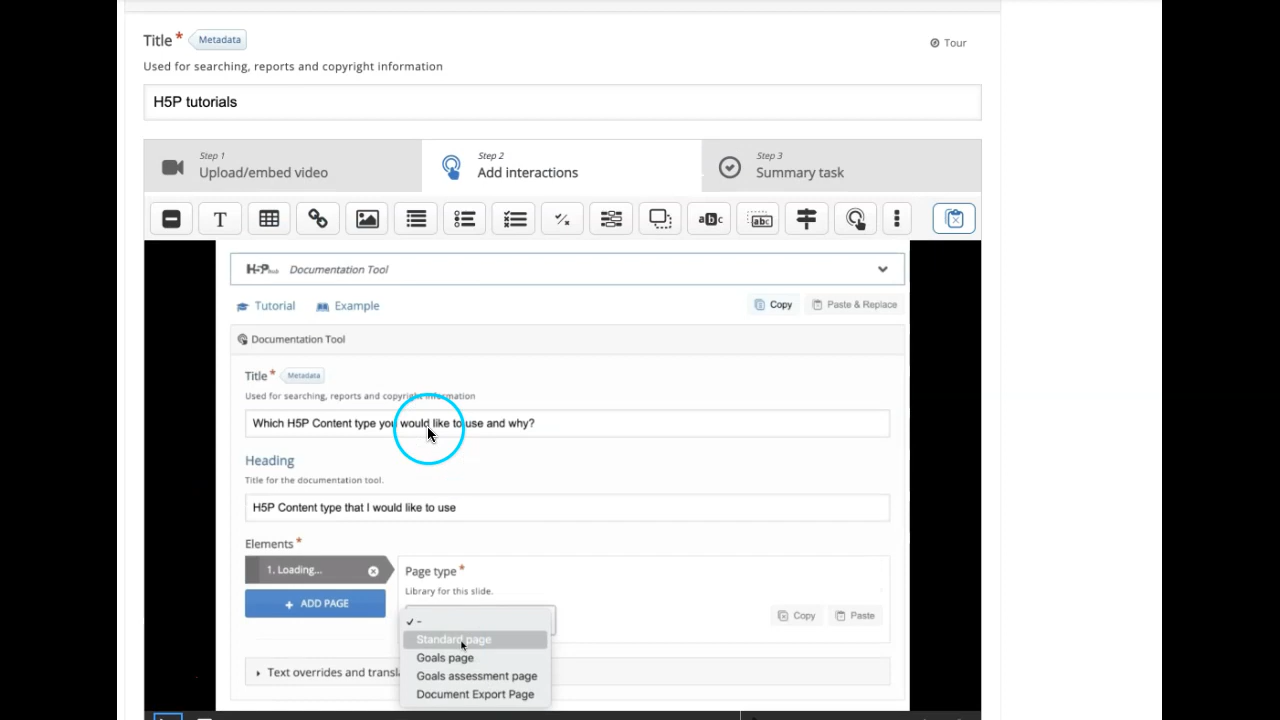 Title * Metadata
Tour
Used for searching, reports and copyright information
H5P tutorials
Step 1
Upload/embed video
Step 2
Add interactions
Step 3
Summary task
T
abc
abc
H5P hub Documentation Tool
Tutorial Example
Copy Paste & Replace
Documentation Tool
Title * Metadata
Used for searching, reports and copyright information
Which H5P Content type you would like to use and why?
Heading
Title for the documentation tool.
H5P Content type that I would like to use
Elements *
1. Loading...
+ ADD PAGE
Page type *
Library for this slide.
✓ -
Copy Paste
Standard page
Goals page
Goals assessment page
Document Export Page
Text overrides and